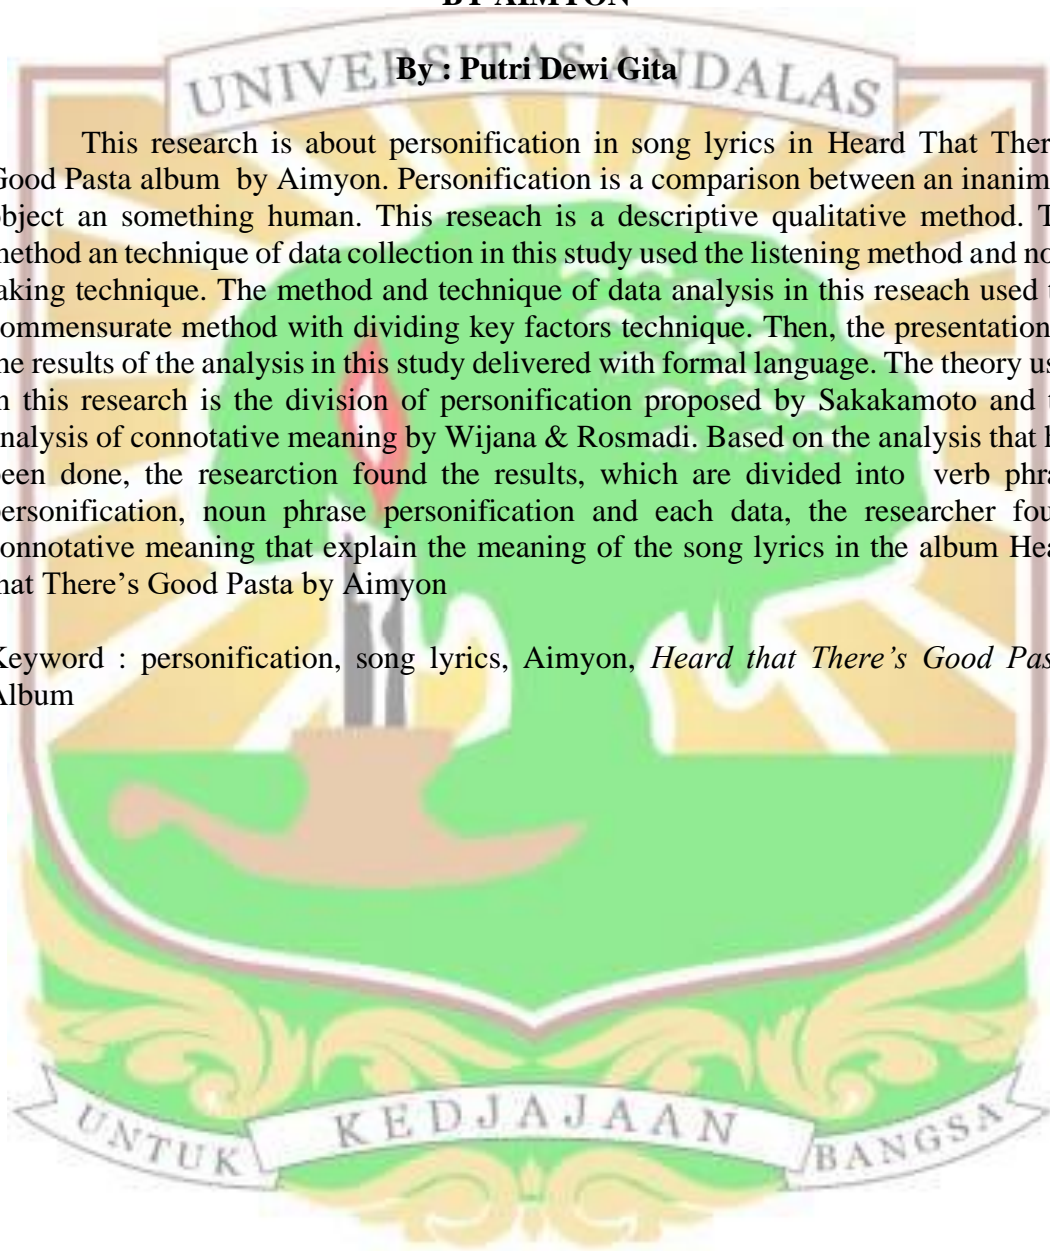 BY AIMYON
UNIVERSITAS ANDALAS
By : Putri Dewi Gita
This research is about personification in song lyrics in Heard That Ther
Good Pasta album by Aimyon. Personification is a comparison between an inanim
object an something human. This reseach is a descriptive qualitative method. T
method an technique of data collection in this study used the listening method and no
aking technique. The method and technique of data analysis in this reseach used t
ommensurate method with dividing key factors technique. Then, the presentation
he results of the analysis in this study delivered with formal language. The theory us
n this research is the division of personification proposed by Sakakamoto and t
nalysis of connotative meaning by Wijana & Rosmadi. Based on the analysis that h
been done, the researction found the results, which are divided into verb phra
personification, noun phrase personification and each data, the researcher fou
onnotative meaning that explain the meaning of the song lyrics in the album Hea
hat There’s Good Pasta by Aimyon
Keyword : personification, song lyrics, Aimyon, Heard that There’s Good Pas
Album
UNTUK KEDJAJAAN BANGSA